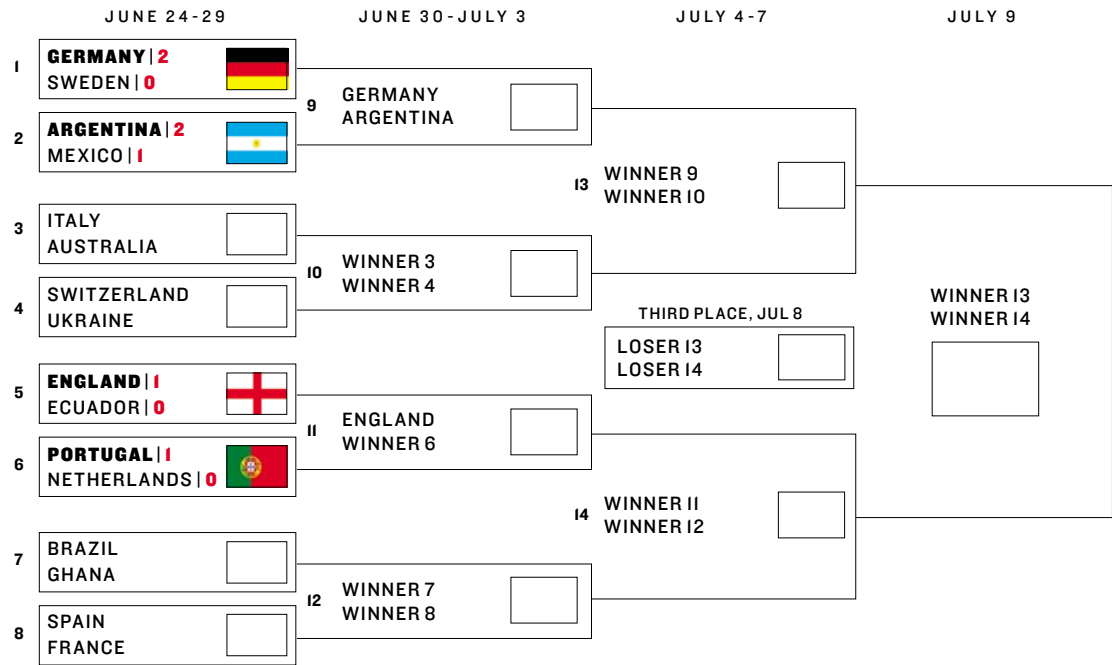 JUNE 24-29
JUNE 30-JULY 3
JULY 4-7
JULY 9
1
GERMANY|2
SWEDEN|0
2
ARGENTINA|2
MEXICO|1
3
ITALY
AUSTRALIA
4
SWITZERLAND
UKRAINE
5
ENGLAND|1
ECUADOR|0
6
PORTUGAL|1
NETHERLANDS|0
7
BRAZIL
GHANA
8
SPAIN
FRANCE
9
GERMANY
ARGENTINA
10
WINNER 3
WINNER 4
11
ENGLAND
WINNER 6
12
WINNER 7
WINNER 8
13
WINNER 9
WINNER 10
THIRD PLACE, JUL 8
LOSER 13
LOSER 14
14
WINNER 11
WINNER 12
WINNER 13
WINNER 14